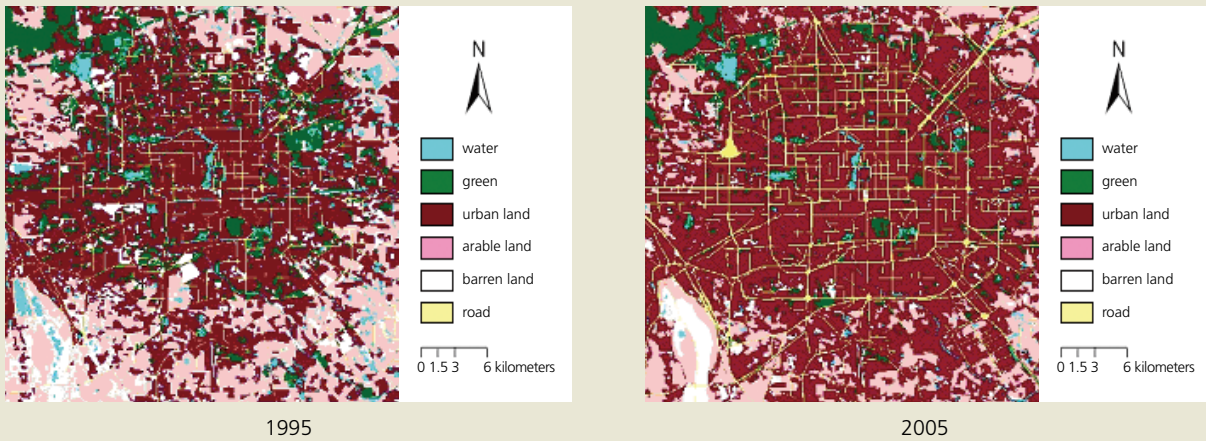 N
water
green
urban land
arable land
barren land
road
0 1.5 3 6 kilometers
1995
N
water
green
urban land
arable land
barren land
road
0 1.5 3 6 kilometers
2005